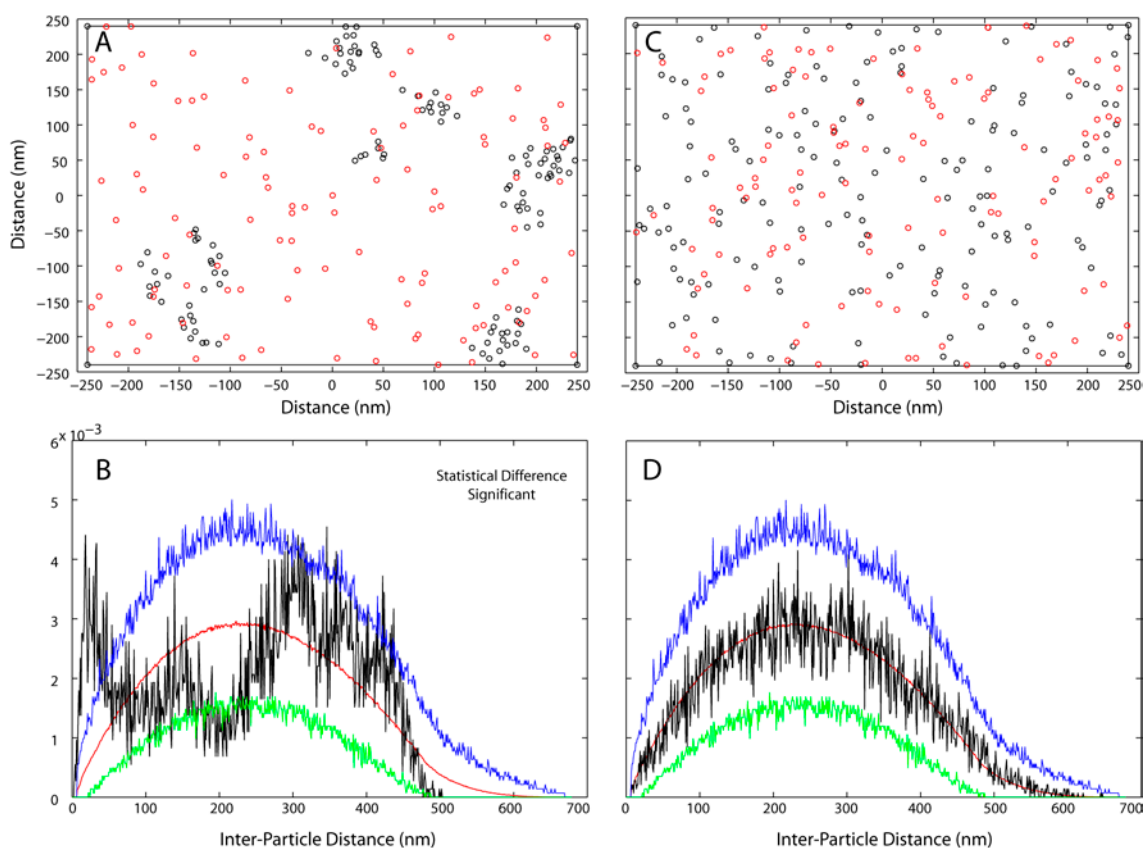 A
C
250
200
150
100
50
0
−50
−100
−150
−200
−250
Distance (nm)
−250 −200 −150 −100 −50 0 50 100 150 200 250
Distance (nm)
−250 −200 −150 −100 −50 0 50 100 150 200 250
Distance (nm)
6 × 10−3
B
Statistical Difference
Significant
D
5
4
3
2
1
0
0 100 200 300 400 500 600 700
Inter-Particle Distance (nm)
0 100 200 300 400 500 600 700
Inter-Particle Distance (nm)